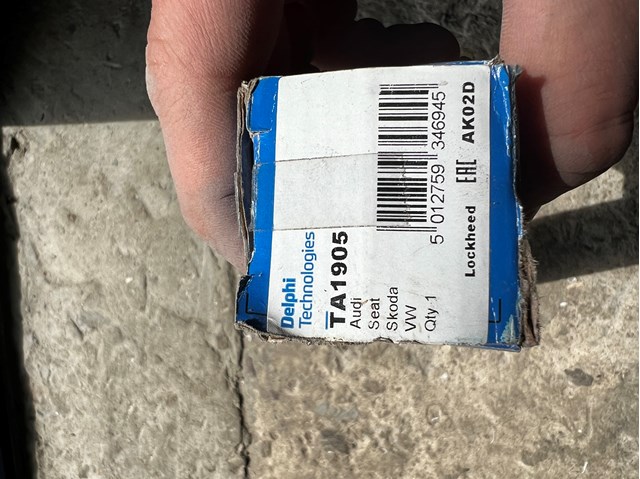 Delphi
Technologies
TA1905
Audi
Seat
Skoda
VW
Qty 1
5 012759 346945
Lockheed EAC AK02D